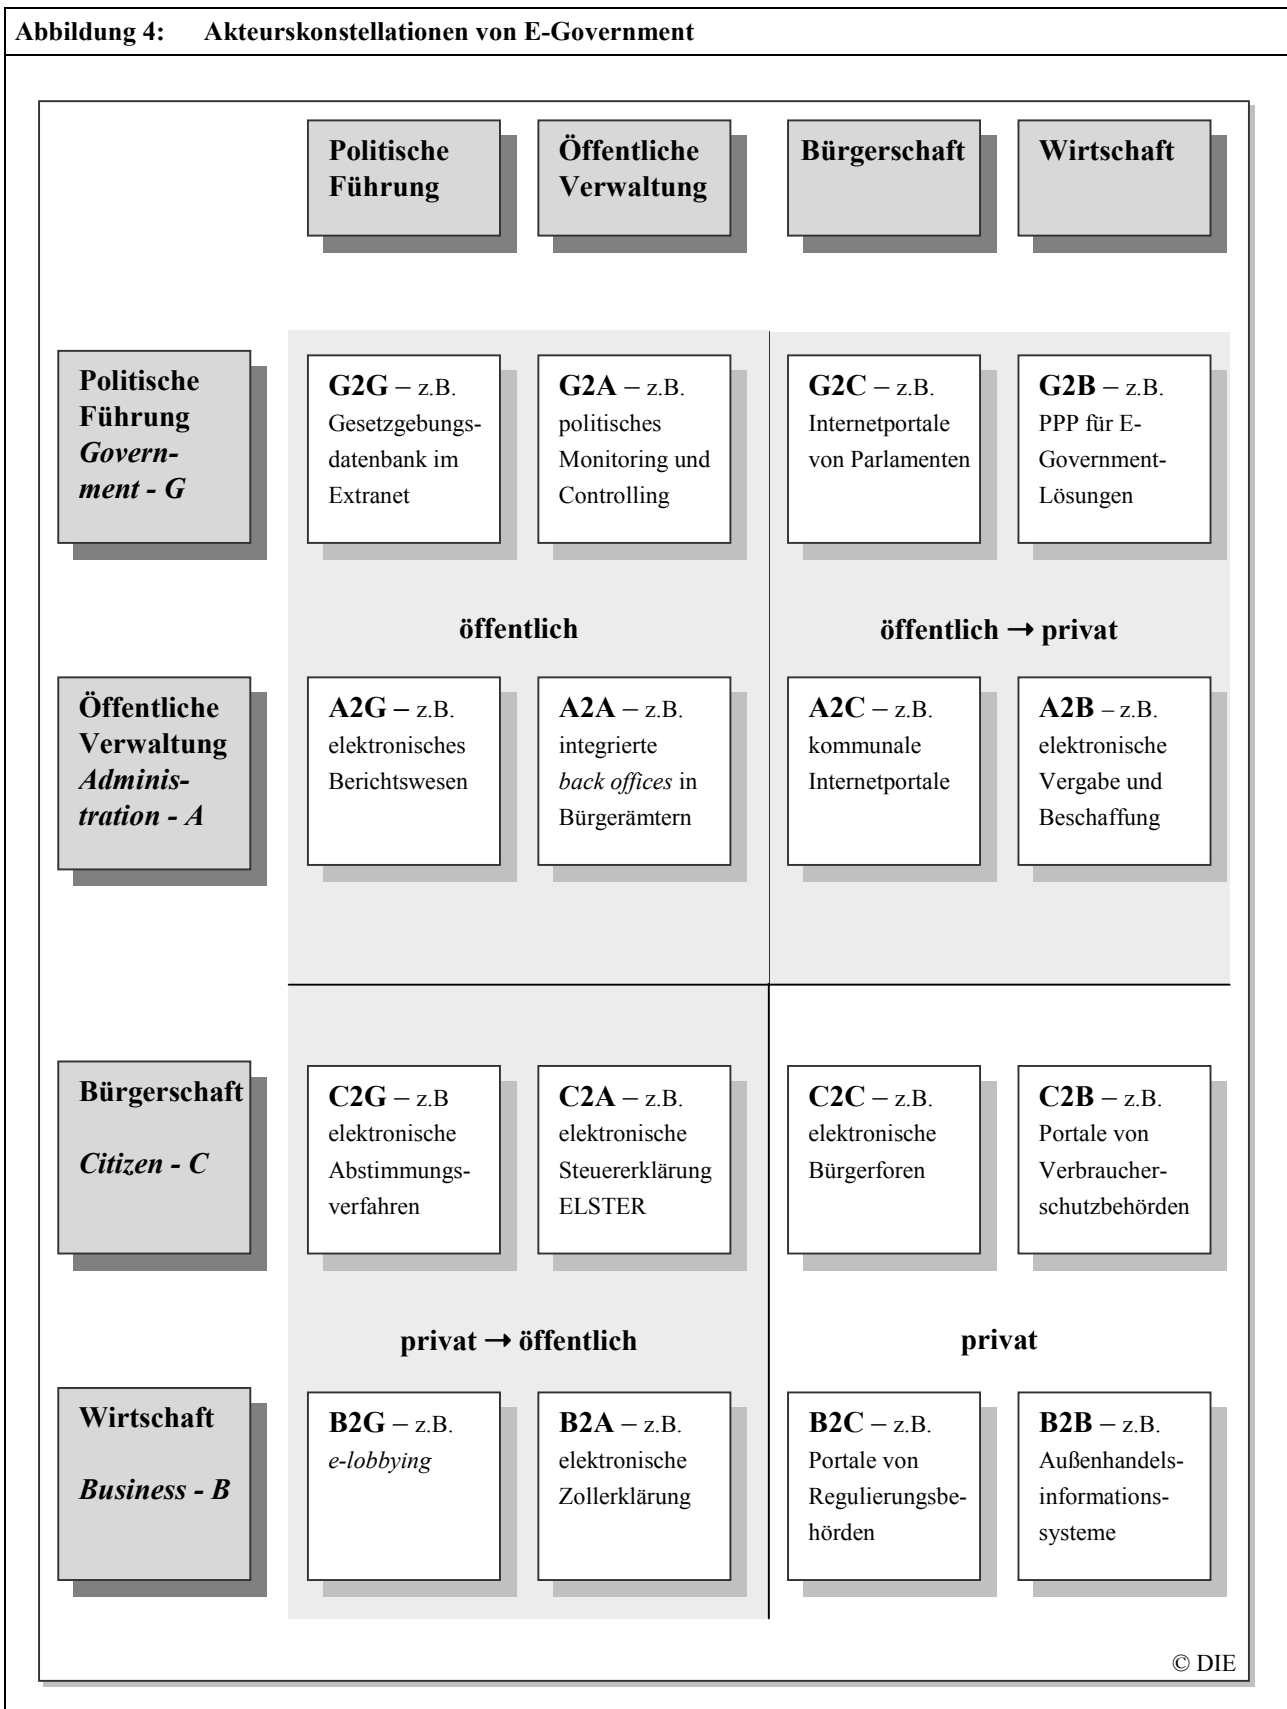 Abbildung 4: Akteurskonstellationen von E-Government
Politische
Führung
Öffentliche
Verwaltung
Bürgerschaft
Wirtschaft
Politische
Führung
Govern-
ment - G
G2G – z.B.
Gesetzgebungs-
datenbank im
Extranet
G2A – z.B.
politisches
Monitoring und
Controlling
G2C – z.B.
Internetportale
von Parlamenten
G2B – z.B.
PPP für E-
Government-
Lösungen
öffentlich
öffentlich → privat
Öffentliche
Verwaltung
Adminis-
tration - A
A2G – z.B.
elektronisches
Berichtswesen
A2A – z.B.
integrierte
back offices in
Bürgerämtern
A2C – z.B.
kommunale
Internetportale
A2B – z.B.
elektronische
Vergabe und
Beschaffung
Bürgerschaft
Citizen - C
C2G – z.B
elektronische
Abstimmungs-
verfahren
C2A – z.B.
elektronische
Steuererklärung
ELSTER
C2C – z.B.
elektronische
Bürgerforen
C2B – z.B.
Portale von
Verbraucher-
schutzbehörden
privat → öffentlich
privat
Wirtschaft
Business - B
B2G – z.B.
e-lobbying
B2A – z.B.
elektronische
Zollerklärung
B2C – z.B.
Portale von
Regulierungsbe-
hörden
B2B – z.B.
Außenhandels-
informations-
systeme
© DIE